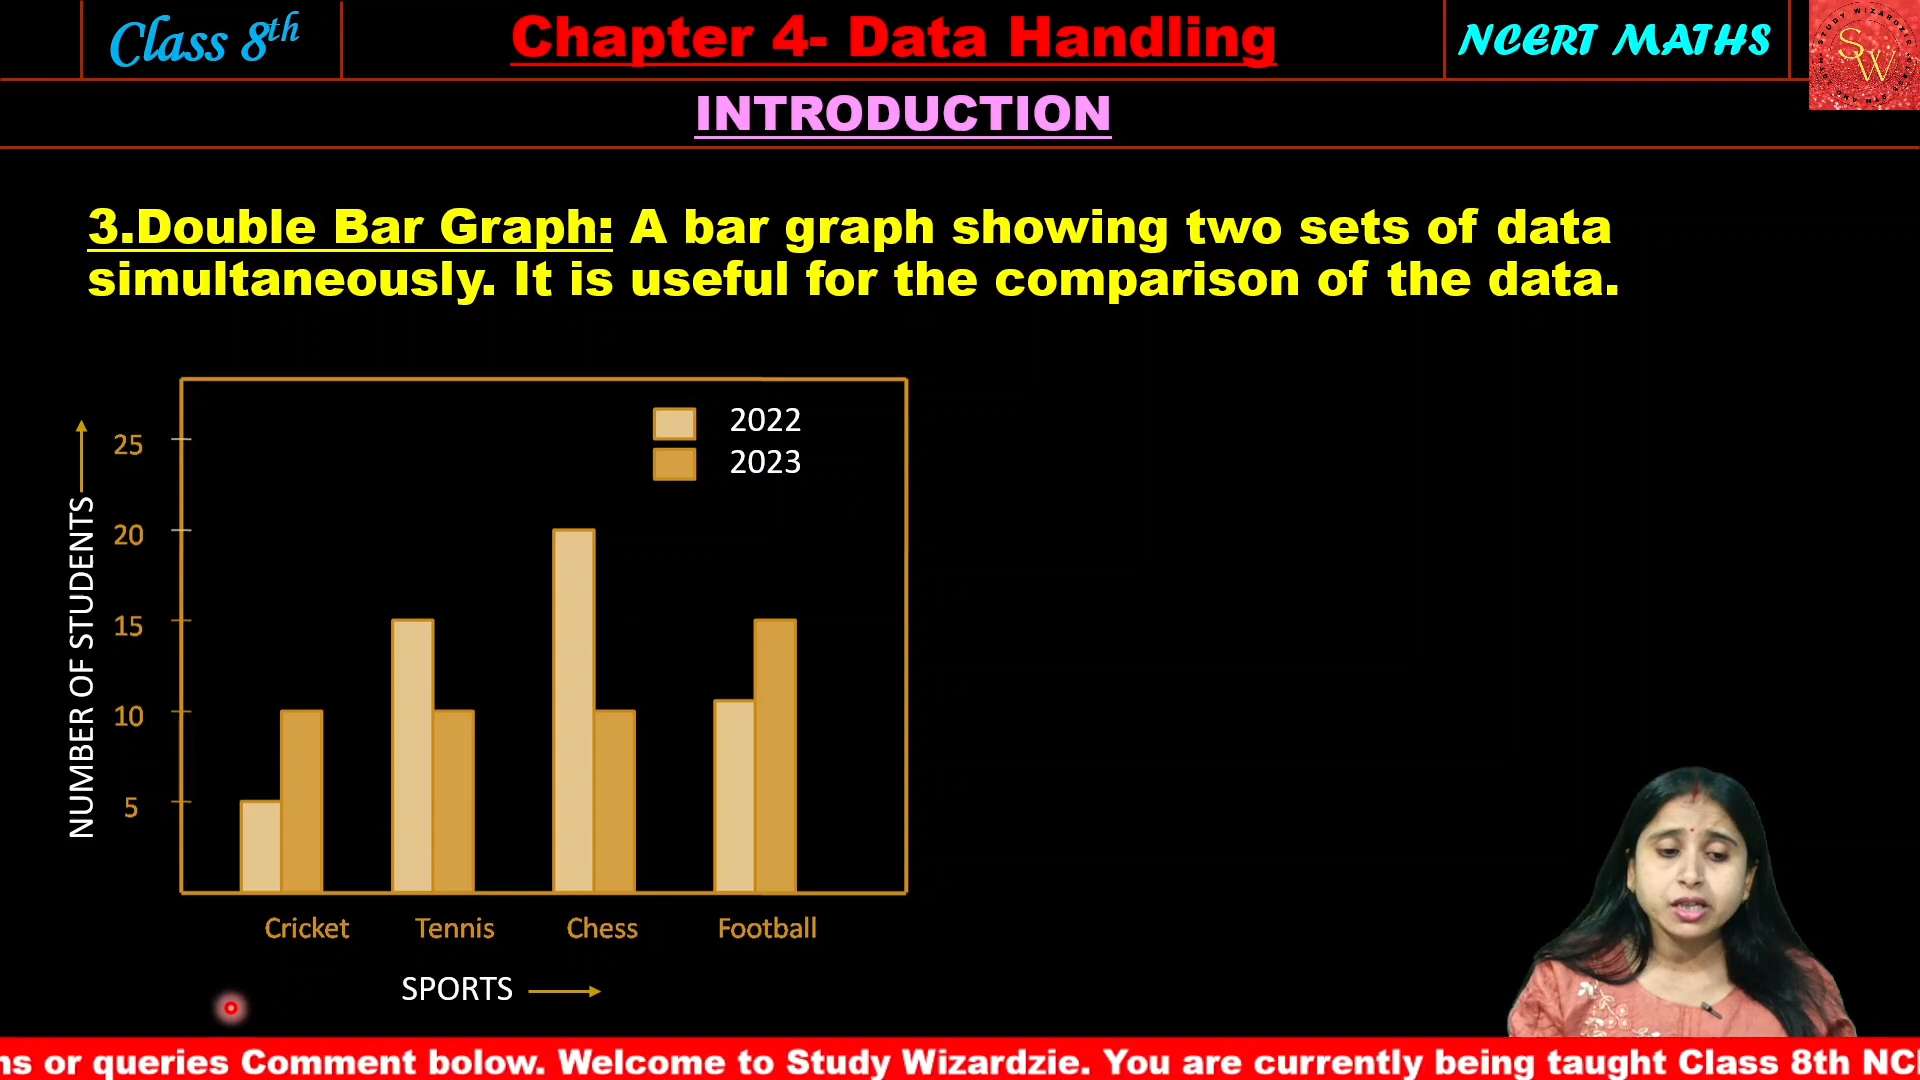 Class 8th
Chapter 4- Data Handling
NCERT MATHS
SW
INTRODUCTION
3.Double Bar Graph: A bar graph showing two sets of data
simultaneously. It is useful for the comparison of the data.
2022
2023
NUMBER OF STUDENTS
25
20
15
10
5
Cricket Tennis Chess Football
SPORTS
or queries Comment bolow. Welcome to Study Wizardzie. You are currently being taught Class 8th